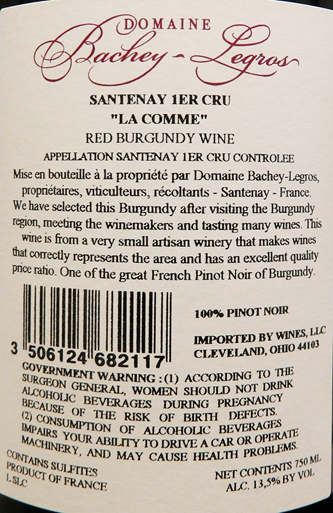 DOMAINE
Bachey-Legros
SANTENAY 1ER CRU
"LA COMME"
RED BURGUNDY WINE
APPELLATION SANTENAY 1ER CRU CONTROLEE
Mise en bouteille à la propriété par Domaine Bachey-Legros,
propriétaires, viticulteurs, récoltants - Santenay - France.
We have selected this Burgundy after visiting the Burgundy
region, meeting the winemakers and tasting many wines. This
wine is from a very small artisan winery that makes wines
that correctly represents the area and has an excellent quality
price ratio. One of the great French Pinot Noir of Burgundy.
100% PINOT NOIR
IMPORTED BY WINES, LLC
CLEVELAND, OHIO 44103
3 506124 682117
GOVERNMENT WARNING : (1) ACCORDING TO THE
SURGEON GENERAL, WOMEN SHOULD NOT DRINK
ALCOHOLIC BEVERAGES DURING PREGNANCY
BECAUSE OF THE RISK OF BIRTH DEFECTS.
(2) CONSUMPTION OF ALCOHOLIC BEVERAGES
IMPAIRS YOUR ABILITY TO DRIVE A CAR OR OPERATE
MACHINERY, AND MAY CAUSE HEALTH PROBLEMS.
CONTAINS SULFITES
PRODUCT OF FRANCE
L SLC
NET CONTENTS 750 ML
ALC. 13,5% BY VOL